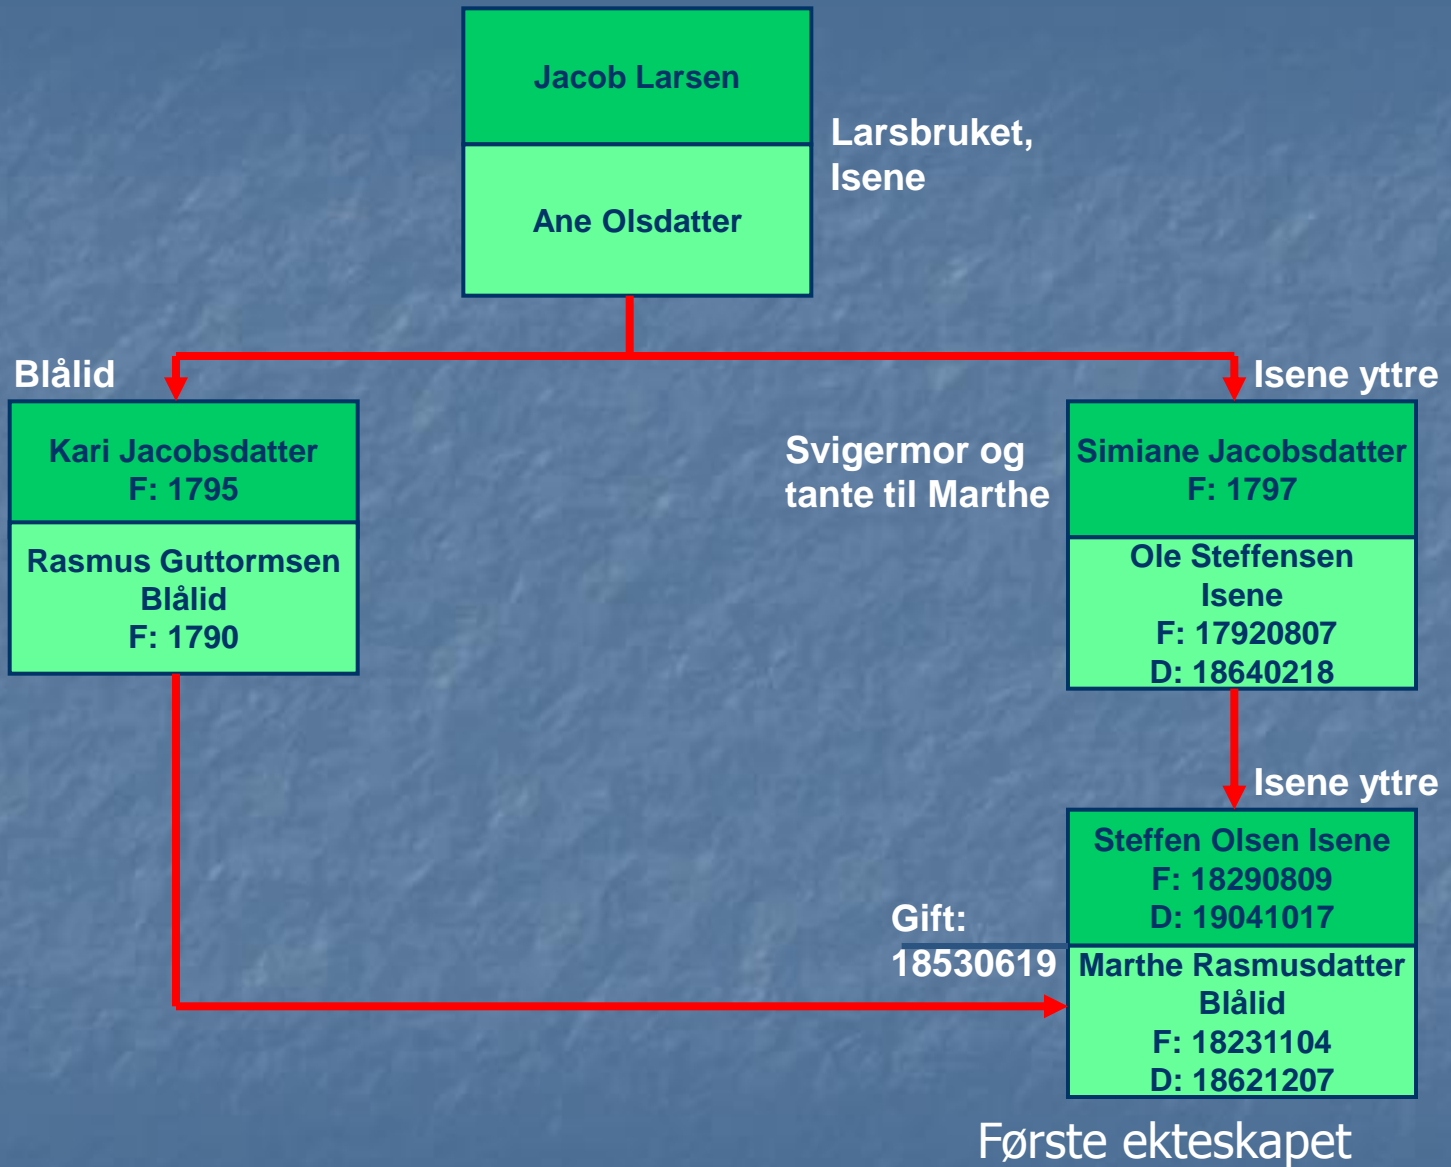 Jacob Larsen
Ane Olsdatter
Larsbruket,
Isene
Blålid
Kari Jacobsdatter
F: 1795
Rasmus Guttormsen
Blålid
F: 1790
Svigermor og
tante til Marthe
Isene yttre
Simiane Jacobsdatter
F: 1797
Ole Steffensen
Isene
F: 17920807
D: 18640218
Isene yttre
Steffen Olsen Isene
F: 18290809
D: 19041017
Gift:
18530619
Marthe Rasmusdatter
Blålid
F: 18231104
D: 18621207
Første ekteskapet